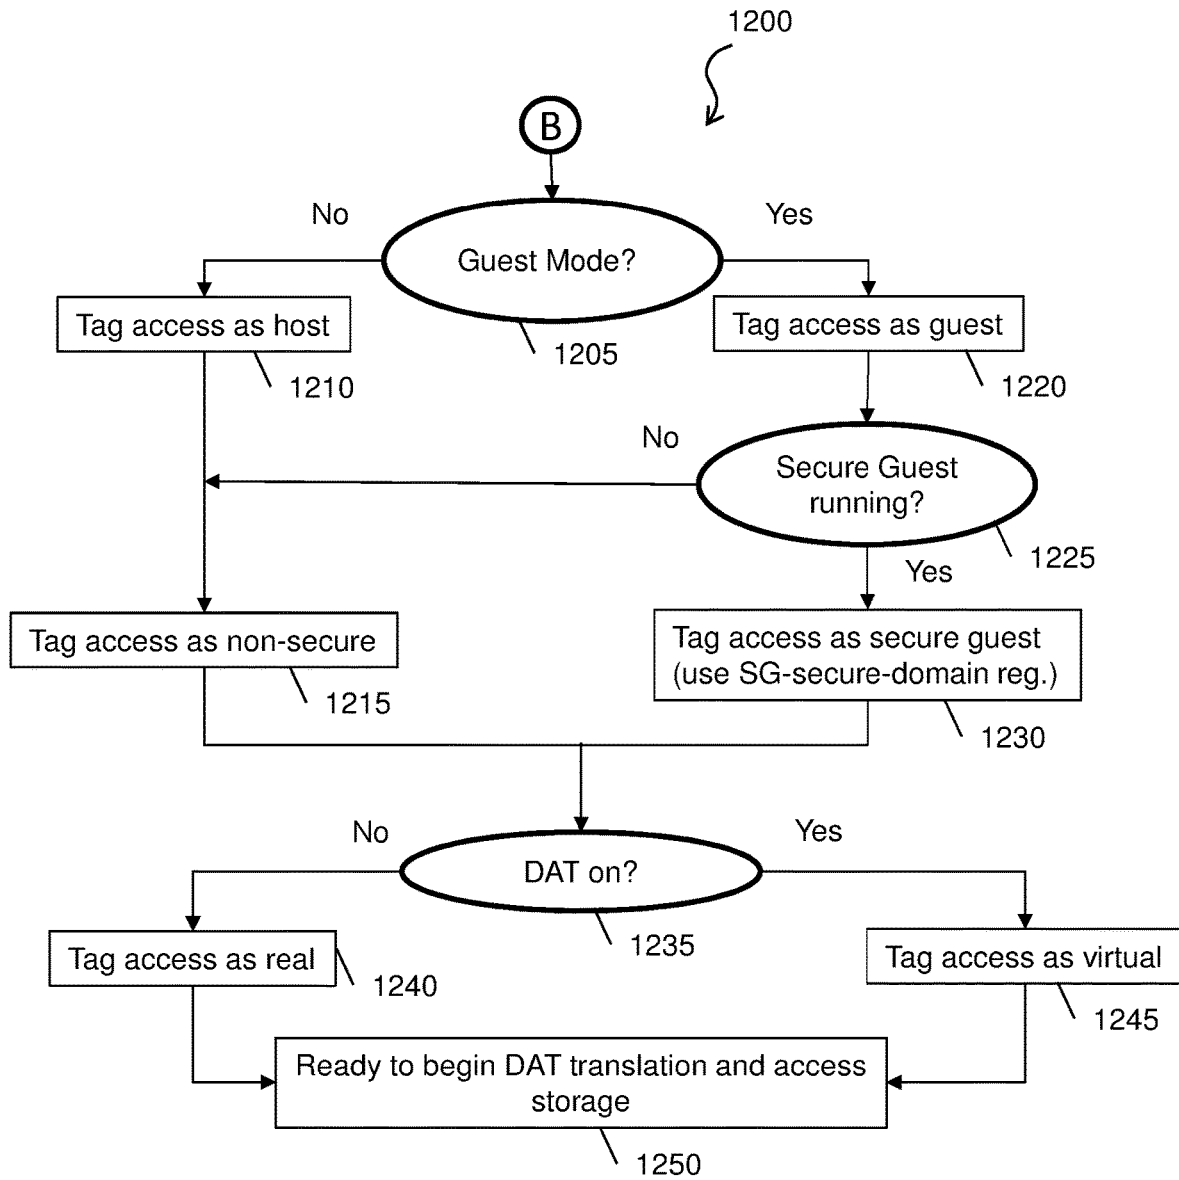 1200
B
No
Yes
Guest Mode?
1205
Tag access as host
1210
Tag access as guest
1220
No
Secure Guest
running?
1225
Yes
Tag access as non-secure
1215
Tag access as secure guest
(use SG-secure-domain reg.)
1230
No
Yes
DAT on?
1235
Tag access as real
1240
Tag access as virtual
1245
Ready to begin DAT translation and access
storage
1250